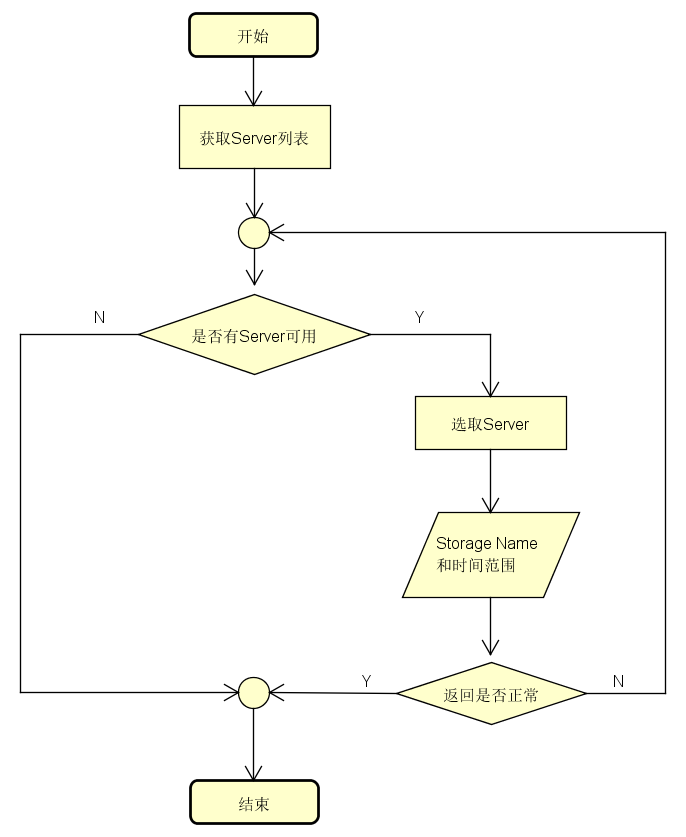 开始
获取Server列表
N
Y
是否有Server可用
选取Server
Storage Name
和时间范围
Y
N
返回是否正常
结束